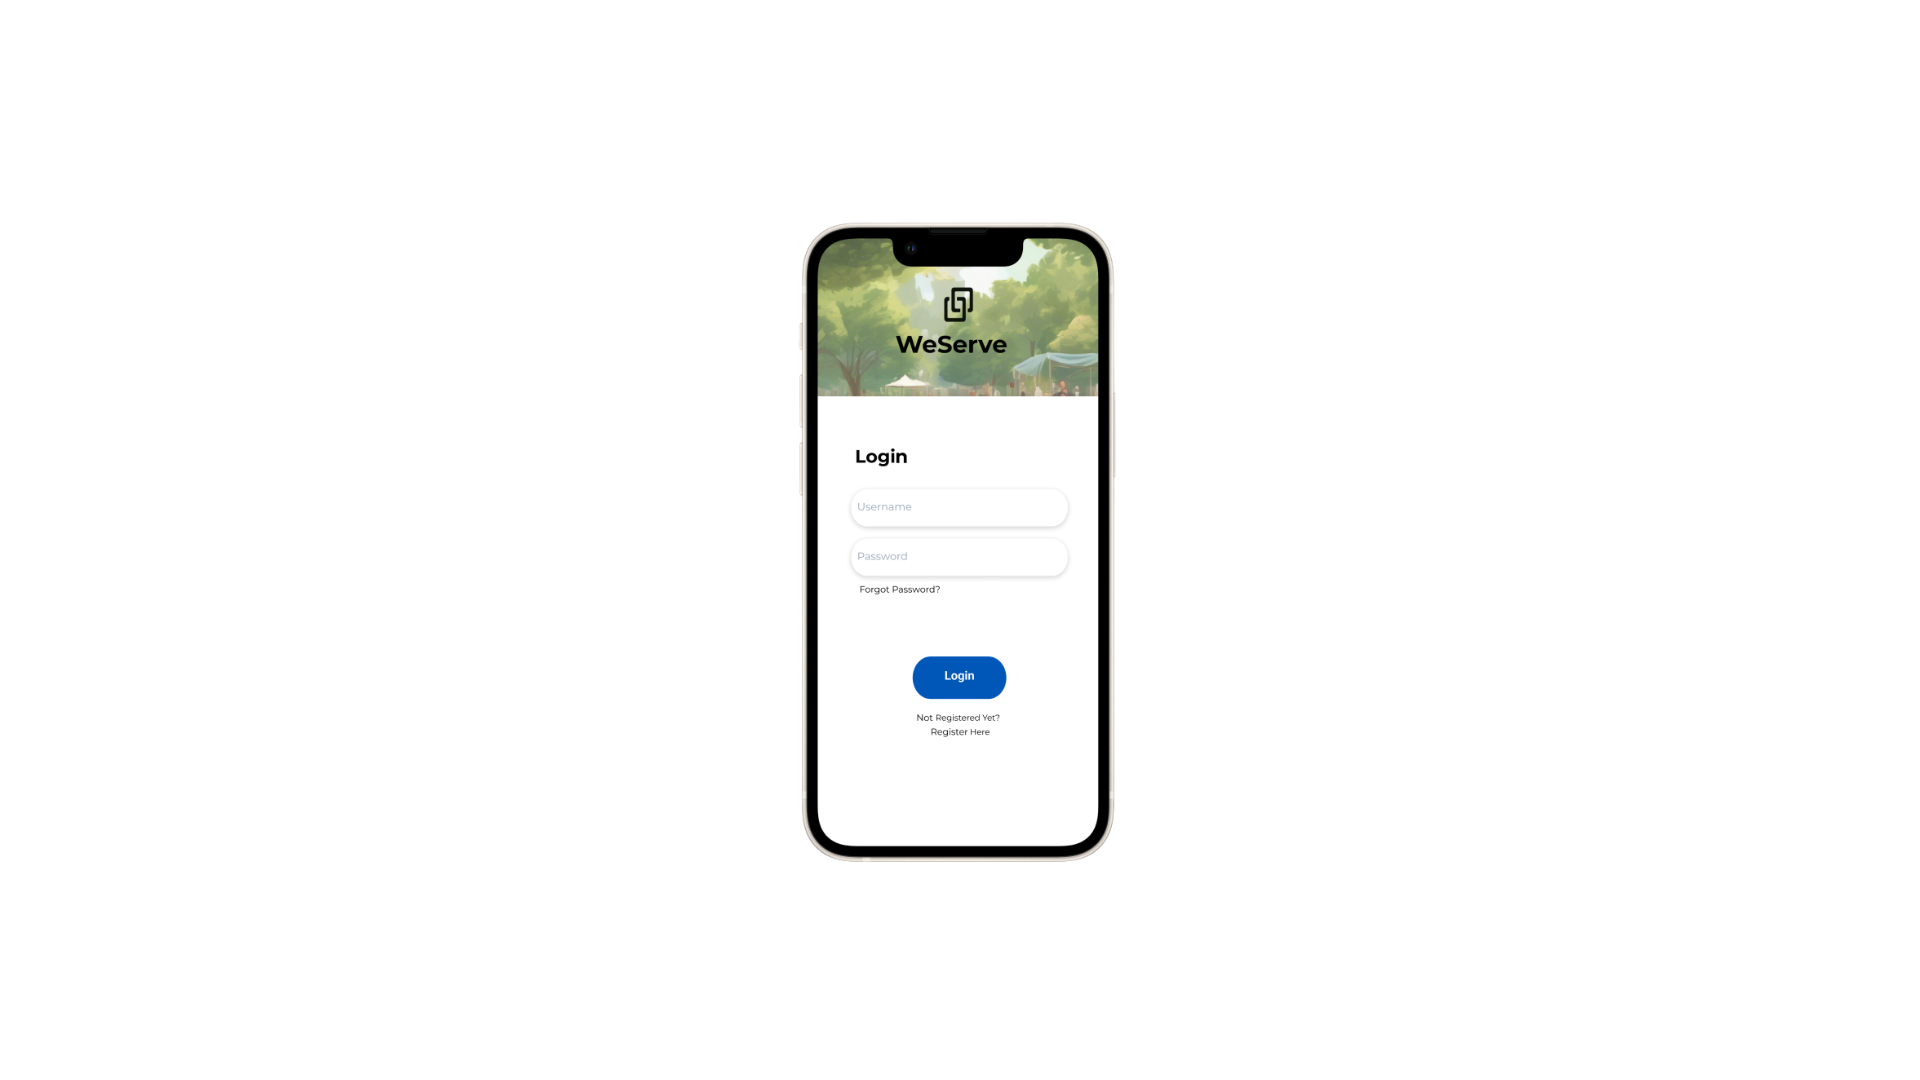 WeServe
Login
Username
Password
Forgot Password?
Login
Not Registered Yet?
Register Here